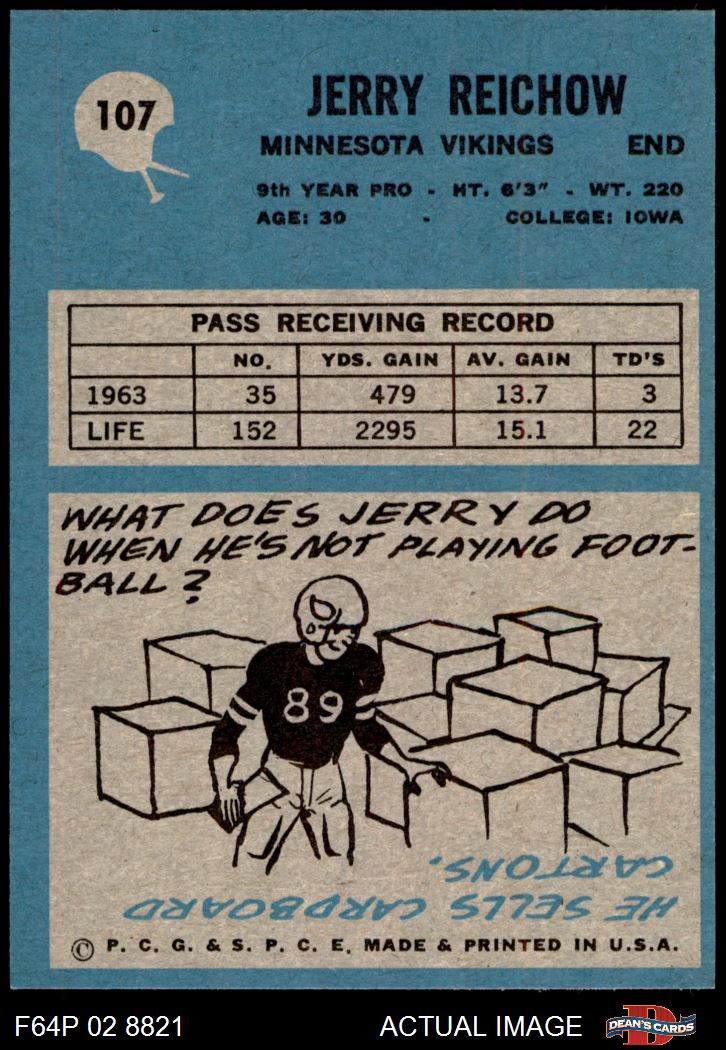 107
JERRY REICHOW
MINNESOTA VIKINGS END
9th YEAR PRO - HT. 6'3" - WT. 220
AGE: 30 - COLLEGE: IOWA
PASS RECEIVING RECORD
NO. YDS. GAIN AV. GAIN TD'S
1963 35 479 13.7 3
LIFE 152 2295 15.1 22
WHAT DOES JERRY DO
WHEN HE'S NOT PLAYING FOOT-
BALL?
89
HE SELLS CARDBOARD
CARTONS.
© P. C. G. & S. P. C. E. MADE & PRINTED IN U.S.A.
F64P 02 8821 ACTUAL IMAGE
D
DEAN'S CARDS